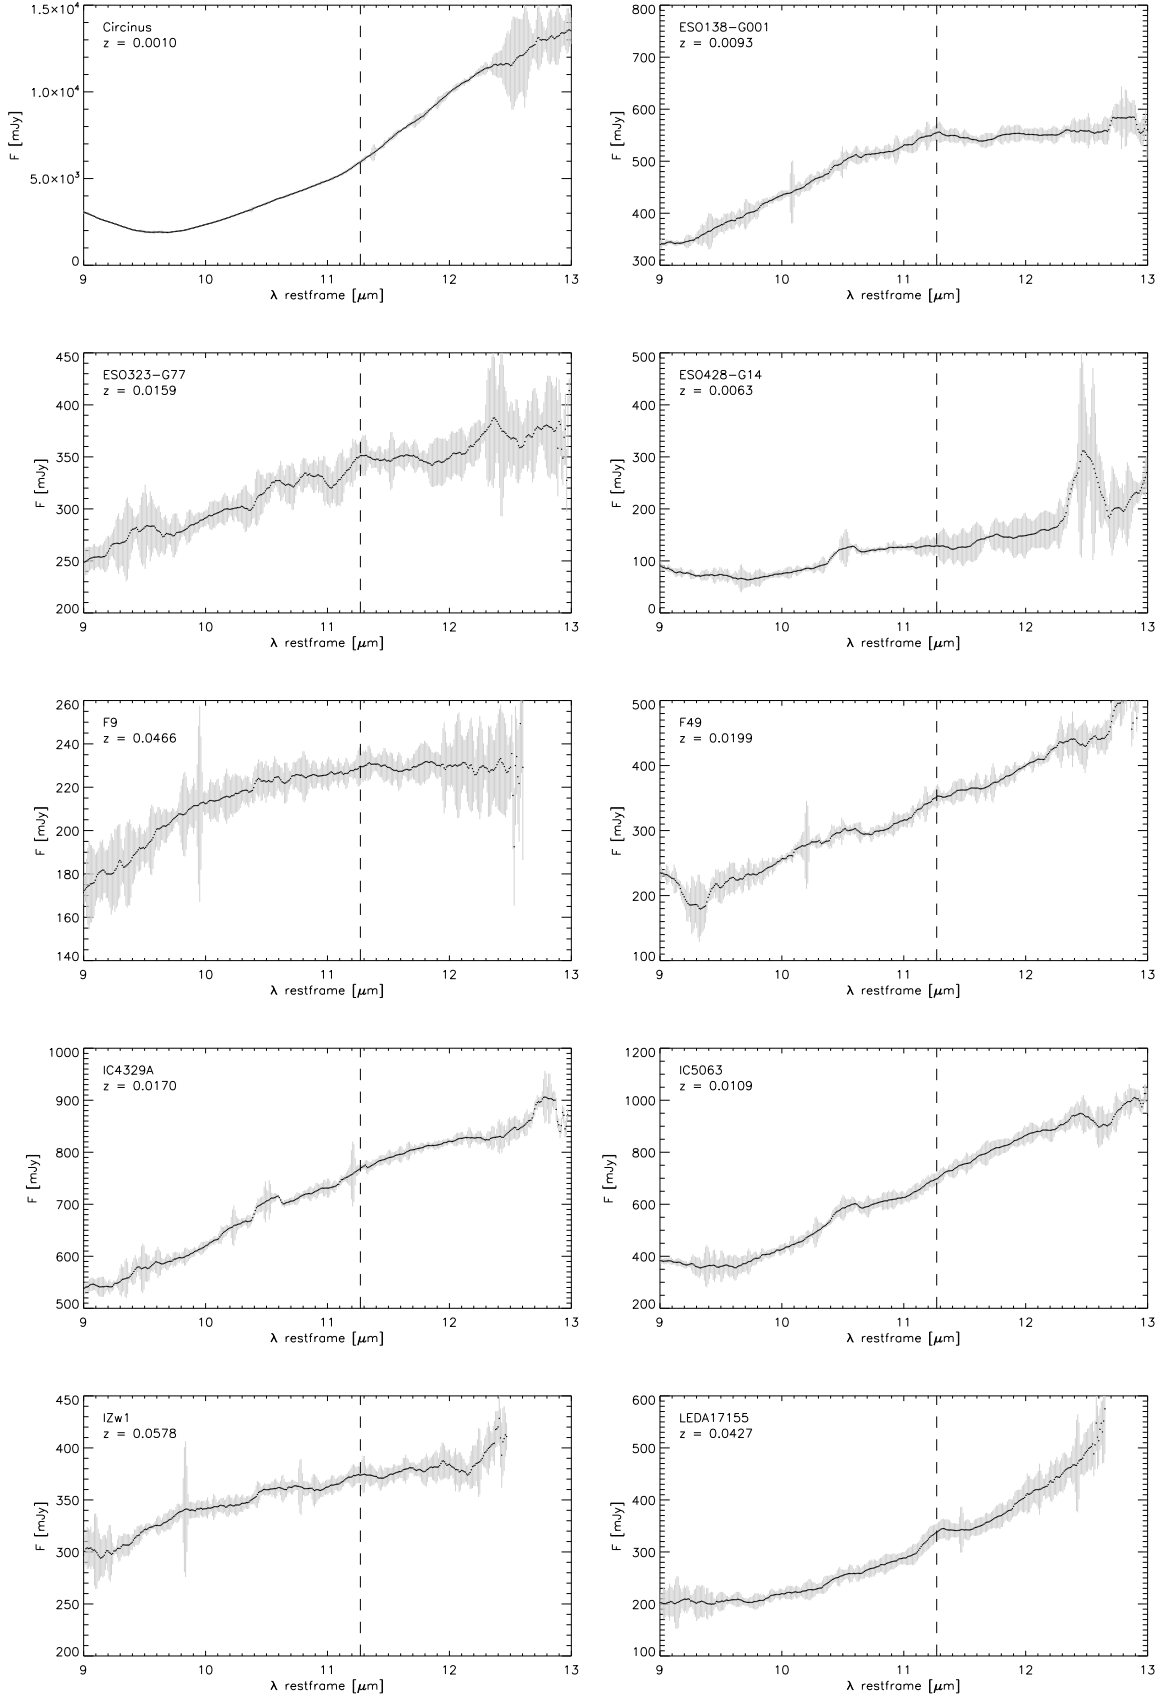 Circinus
z = 0.0010
1.5×10⁴
1.0×10⁴
5.0×10³
0
F [mJy]
9 10 11 12 13
λ restframe [μm]
ESO138-G001
z = 0.0093
800
700
600
500
400
300
F [mJy]
9 10 11 12 13
λ restframe [μm]
ESO323-G77
z = 0.0159
450
400
350
300
250
200
F [mJy]
9 10 11 12 13
λ restframe [μm]
ESO428-G14
z = 0.0063
500
400
300
200
100
0
F [mJy]
9 10 11 12 13
λ restframe [μm]
F9
z = 0.0466
260
240
220
200
180
160
140
F [mJy]
9 10 11 12 13
λ restframe [μm]
F49
z = 0.0199
500
400
300
200
100
F [mJy]
9 10 11 12 13
λ restframe [μm]
IC4329A
z = 0.0170
1000
900
800
700
600
500
F [mJy]
9 10 11 12 13
λ restframe [μm]
IC5063
z = 0.0109
1200
1000
800
600
400
200
F [mJy]
9 10 11 12 13
λ restframe [μm]
IZw1
z = 0.0578
450
400
350
300
250
200
F [mJy]
9 10 11 12 13
λ restframe [μm]
LEDA17155
z = 0.0427
600
500
400
300
200
100
F [mJy]
9 10 11 12 13
λ restframe [μm]